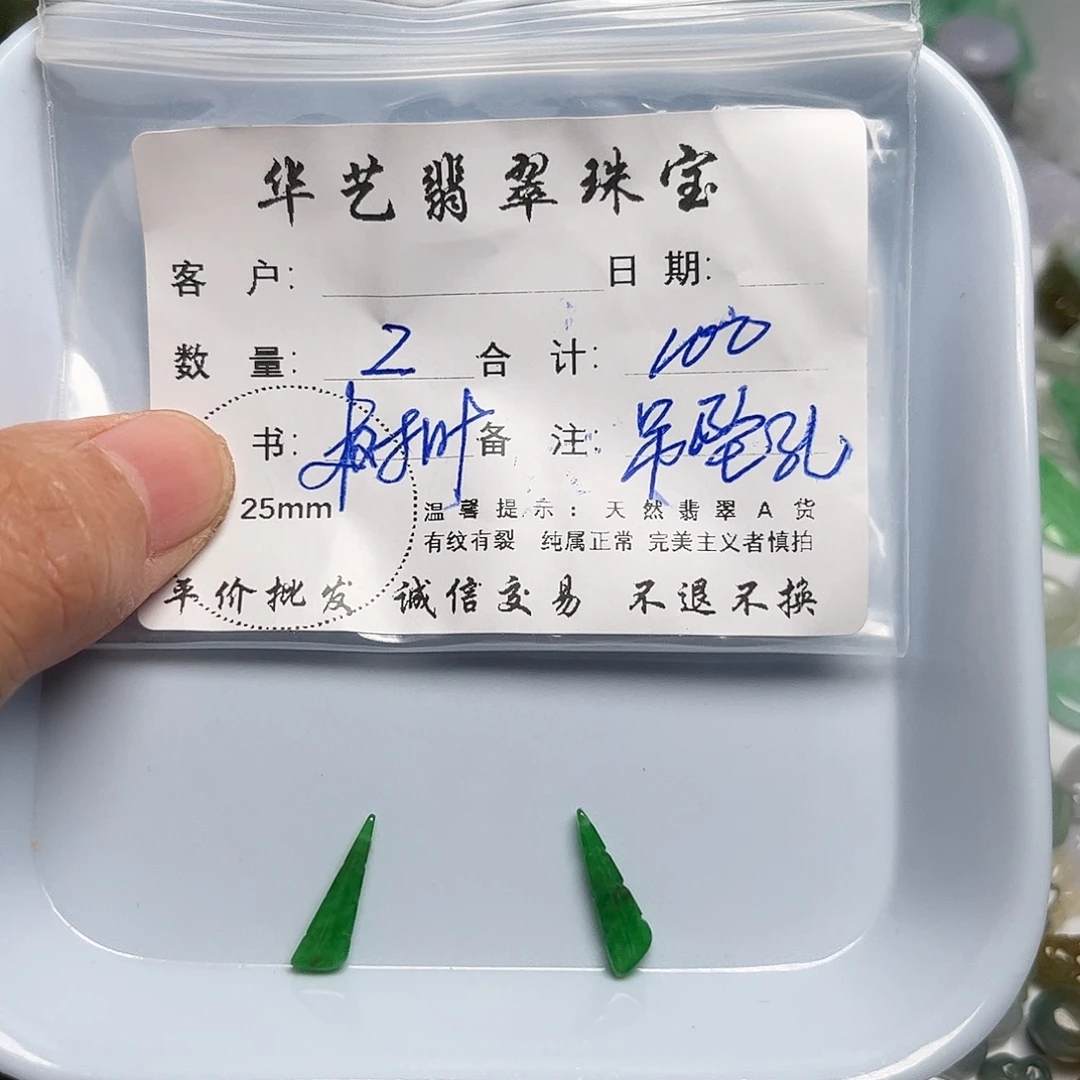 华艺翡翠珠宝
客 户: 日 期:
数 量: 2 合 计: 100
书: 树叶 备 注: 吊坠孔
25mm 温馨提示:天然翡翠A货
有纹有裂 纯属正常 完美主义者慎拍
平价批发 诚信交易 不退不换